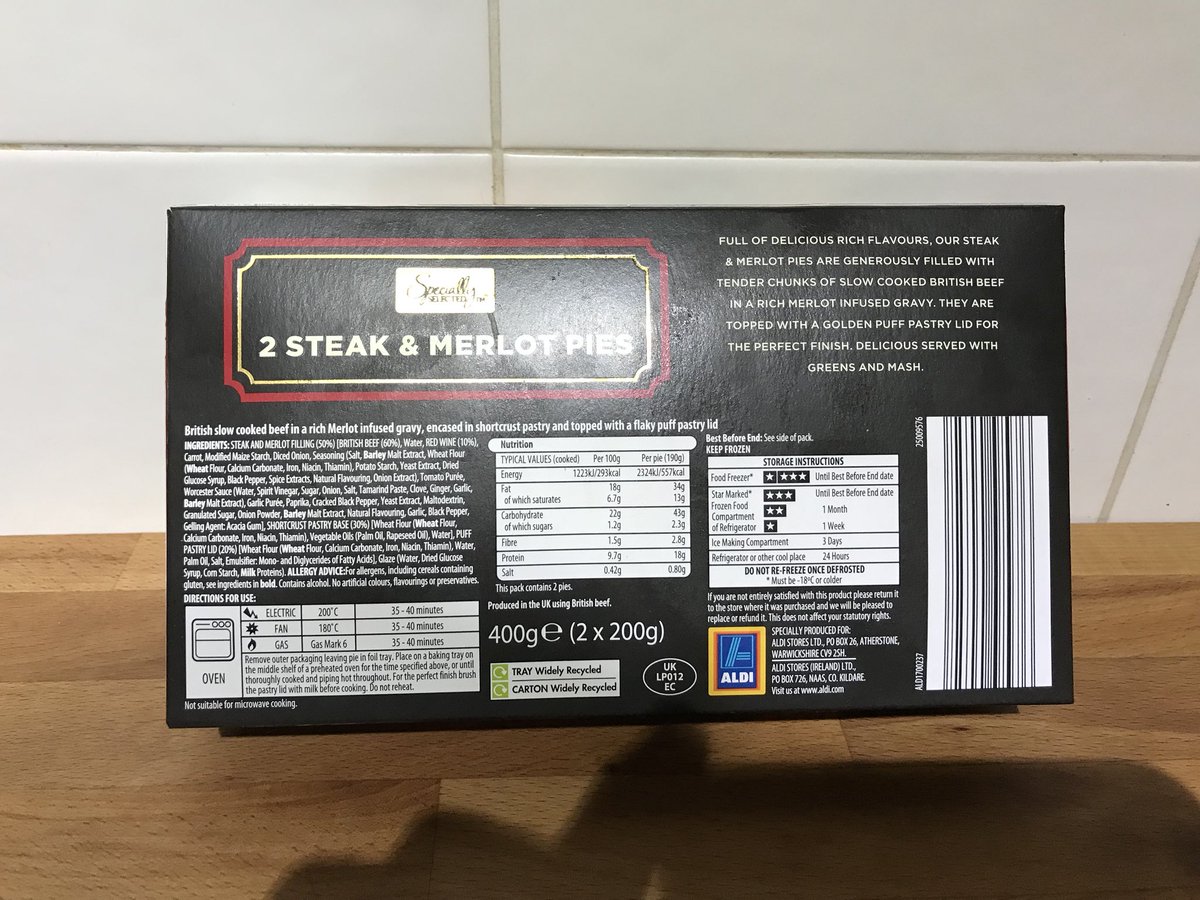 Specially
SELECTED
2 STEAK & MERLOT PIES
FULL OF DELICIOUS RICH FLAVOURS, OUR STEAK
& MERLOT PIES ARE GENEROUSLY FILLED WITH
TENDER CHUNKS OF SLOW COOKED BRITISH BEEF
IN A RICH MERLOT INFUSED GRAVY. THEY ARE
TOPPED WITH A GOLDEN PUFF PASTRY LID FOR
THE PERFECT FINISH. DELICIOUS SERVED WITH
GREENS AND MASH.
British slow cooked beef in a rich Merlot infused gravy, encased in shortcrust pastry and topped with a flaky puff pastry lid
INGREDIENTS: STEAK AND MERLOT FILLING (50%) [BRITISH BEEF (60%), Water, RED WINE (10%),
Carrot, Modified Maize Starch, Diced Onion, Seasoning (Salt, Barley Malt Extract, Wheat Flour
(Wheat Flour, Calcium Carbonate, Iron, Niacin, Thiamin), Potato Starch, Yeast Extract, Dried
Glucose Syrup, Black Pepper, Spice Extracts, Natural Flavouring, Onion Extract), Tomato Purée,
Worcester Sauce (Water, Spirit Vinegar, Sugar, Onion, Salt, Tamarind Paste, Clove, Ginger, Garlic,
Barley Malt Extract), Garlic Purée, Paprika, Cracked Black Pepper, Yeast Extract, Maltodextrin,
Granulated Sugar, Onion Powder, Barley Malt Extract, Natural Flavouring, Garlic, Black Pepper,
Gelling Agent: Acacia Gum], SHORTCRUST PASTRY BASE (30%) [Wheat Flour (Wheat Flour,
Calcium Carbonate, Iron, Niacin, Thiamin), Vegetable Oils (Palm Oil, Rapeseed Oil), Water], PUFF
PASTRY LID (20%) [Wheat Flour (Wheat Flour, Calcium Carbonate, Iron, Niacin, Thiamin), Water,
Palm Oil, Salt, Emulsifier: Mono- and Diglycerides of Fatty Acids], Glaze (Water, Dried Glucose
Syrup, Corn Starch, Milk Proteins). ALLERGY ADVICE:For allergens, including cereals containing
gluten, see ingredients in bold. Contains alcohol. No artificial colours, flavourings or preservatives.
DIRECTIONS FOR USE:
OVEN
ELECTRIC 200°C 35 - 40 minutes
FAN 180°C 35 - 40 minutes
GAS Gas Mark 6 35 - 40 minutes
Remove outer packaging leaving pie in foil tray. Place on a baking tray on
the middle shelf of a preheated oven for the time specified above, or until
thoroughly cooked and piping hot throughout. For the perfect finish brush
the pastry lid with milk before cooking. Do not reheat.
Not suitable for microwave cooking.
Nutrition
TYPICAL VALUES (cooked) Per 100g Per pie (190g)
Energy 1223kJ/293kcal 2324kJ/557kcal
Fat 18g 34g
of which saturates 6.7g 13g
Carbohydrate 22g 43g
of which sugars 1.2g 2.3g
Fibre 1.5g 2.8g
Protein 9.7g 18g
Salt 0.42g 0.80g
This pack contains 2 pies.
Produced in the UK using British beef.
400g e (2 x 200g)
TRAY Widely Recycled
CARTON Widely Recycled
UK
LP012
EC
Best Before End: See side of pack.
KEEP FROZEN
STORAGE INSTRUCTIONS
Food Freezer* Until Best Before End date
Star Marked* Until Best Before End date
Frozen Food
Compartment 1 Month
of Refrigerator 1 Week
Ice Making Compartment 3 Days
Refrigerator or other cool place 24 Hours
DO NOT RE-FREEZE ONCE DEFROSTED
* Must be -18°C or colder
If you are not entirely satisfied with this product please return it
to the store where it was purchased and we will be pleased to
replace or refund it. This does not affect your statutory rights.
ALDI
SPECIALLY PRODUCED FOR:
ALDI STORES LTD., PO BOX 26, ATHERSTONE,
WARWICKSHIRE CV9 2SH.
ALDI STORES (IRELAND) LTD.,
PO BOX 726, NAAS, CO. KILDARE.
Visit us at www.aldi.com
25009576
ALD1700237